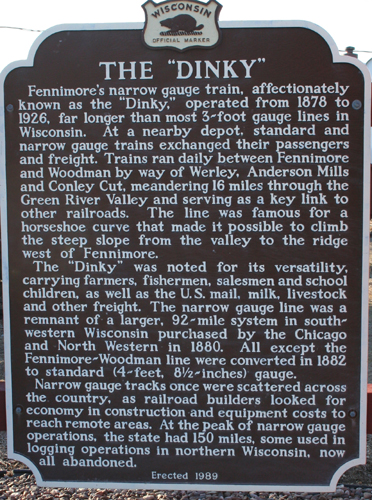 WISCONSIN
OFFICIAL MARKER
THE "DINKY"
Fennimore's narrow gauge train, affectionately
known as the "Dinky," operated from 1878 to
1926, far longer than most 3-foot gauge lines in
Wisconsin. At a nearby depot, standard and
narrow gauge trains exchanged their passengers
and freight. Trains ran daily between Fennimore
and Woodman by way of Werley, Anderson Mills
and Conley Cut, meandering 16 miles through the
Green River Valley and serving as a key link to
other railroads. The line was famous for a
horseshoe curve that made it possible to climb
the steep slope from the valley to the ridge
west of Fennimore.
The "Dinky" was noted for its versatility,
carrying farmers, fishermen, salesmen and school
children, as well as the U.S. mail, milk, livestock
and other freight. The narrow gauge line was a
remnant of a larger, 92-mile system in south-
western Wisconsin purchased by the Chicago
and North Western in 1880. All except the
Fennimore-Woodman line were converted in 1882
to standard (4-feet, 8½-inches) gauge.
Narrow gauge tracks once were scattered across
the country, as railroad builders looked for
economy in construction and equipment costs to
reach remote areas. At the peak of narrow gauge
operations, the state had 150 miles, some used in
logging operations in northern Wisconsin, now
all abandoned.
Erected 1989